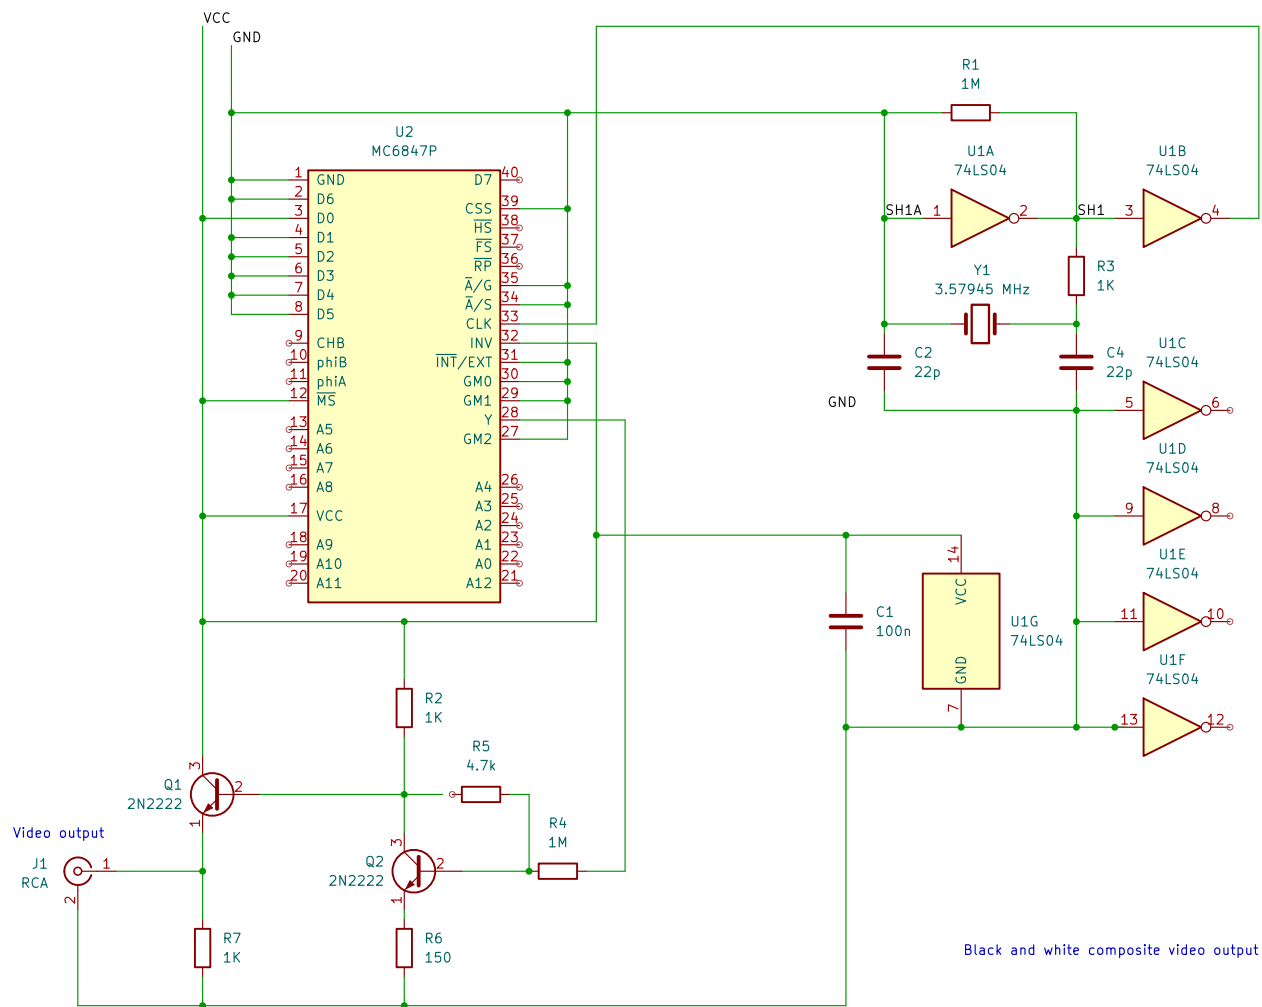 VCC
GND
R1
1M
U2
MC6847P
U1A
74LS04
U1B
74LS04
1 GND D7 40
2 D6
3 D0 CSS 39
4 D1 HS 38
5 D2 FS 37
6 D3 RP 36
7 D4 A/G 35
8 D5 A/S 34
CLK 33
9 CHB INV 32
10 phiB INT/EXT 31
11 phiA GM0 30
12 MS GM1 29
Y 28
13 A5 GM2 27
14 A6
15 A7
16 A8 A4 26
A3 25
17 VCC A2 24
18 A9 A1 23
19 A10 A0 22
20 A11 A12 21
SH1A 1 2 SH1 3 4
Y1
3.57945 MHz
R3
1K
C2
22p
C4
22p
U1C
74LS04
GND
5 6
U1D
74LS04
9 8
U1E
74LS04
14
VCC
GND
7
U1G
74LS04
C1
100n
11 10
U1F
74LS04
13 12
R2
1K
R5
4.7k
3
Q1
2N2222
2
1
R4
1M
Video output
J1
RCA
1
2
3
Q2
2N2222
2
1
R7
1K
R6
150
Black and white composite video output